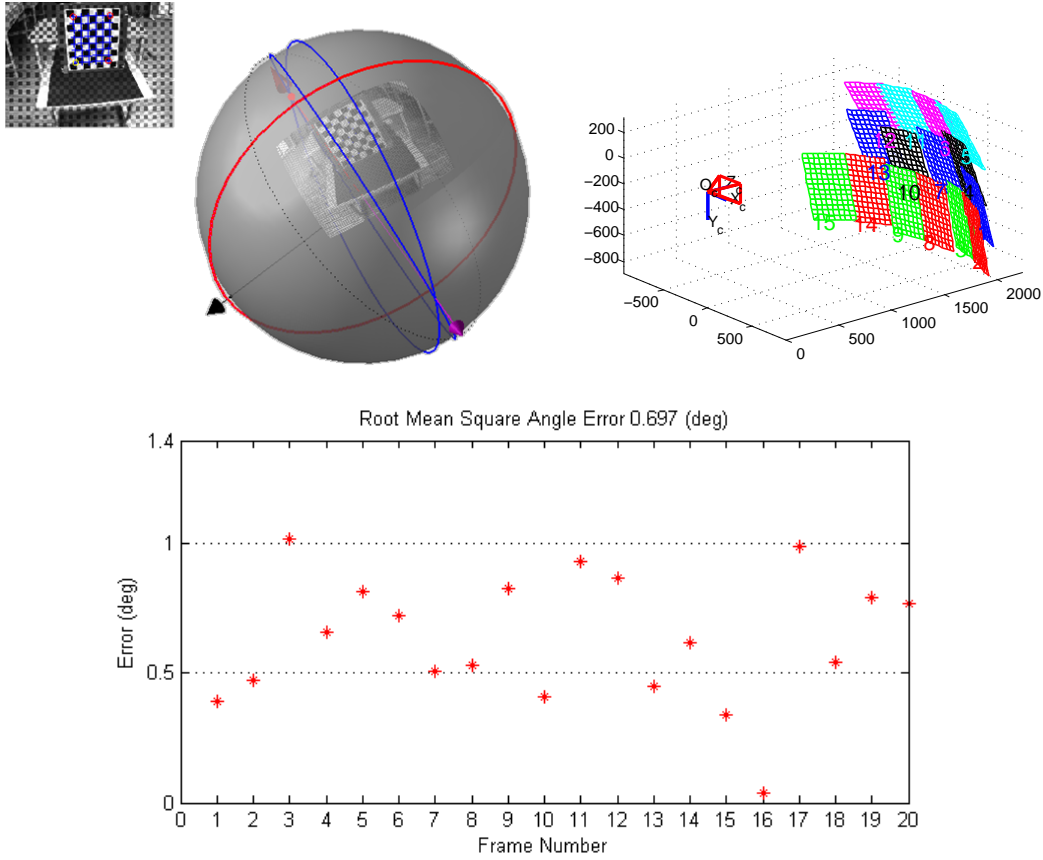 200
0
−200
−400
−600
−800
−500
0
500
0
500
1000
1500
2000
O
Z
X
c
Y
c
13
10
7
15
14
9
8
Root Mean Square Angle Error 0.697 (deg)
1.4
1
0.5
0
Error (deg)
0 1 2 3 4 5 6 7 8 9 10 11 12 13 14 15 16 17 18 19 20
Frame Number